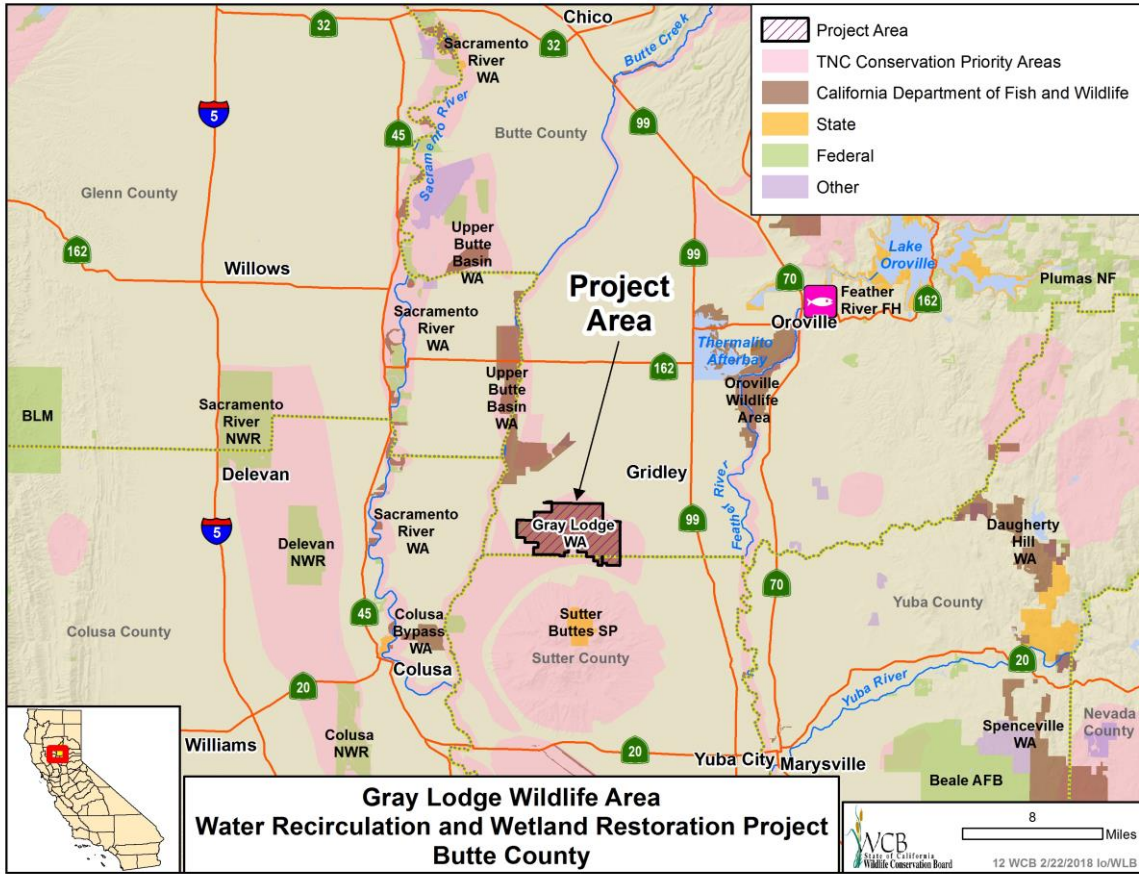 Chico
32
32
Sacramento
River
WA
Butte Creek
5
45
Sacramento River
99
Butte County
Glenn County
162
Willows
Upper
Butte
Basin
WA
99
70
Lake
Oroville
Plumas NF
Feather
River FH
162
Oroville
Project
Area
Sacramento
River
WA
Thermalito
Afterbay
162
Upper
Butte
Basin
WA
Oroville
Wildlife
Area
BLM
Sacramento
River
NWR
Delevan
Gridley
Feather River
5
Sacramento
River
WA
Gray Lodge
WA
99
Daugherty
Hill
WA
Delevan
NWR
70
Yuba County
45
Colusa
Bypass
WA
Sutter
Buttes SP
Colusa County
Colusa
Sutter County
20
20
Yuba River
Nevada
County
Spenceville
WA
Williams
Colusa
NWR
20
Yuba City
Marysville
Beale AFB
Project Area
TNC Conservation Priority Areas
California Department of Fish and Wildlife
State
Federal
Other
Gray Lodge Wildlife Area
Water Recirculation and Wetland Restoration Project
Butte County
WCB
State of California
Wildlife Conservation Board
8
Miles
12 WCB 2/22/2018 lo/WLB